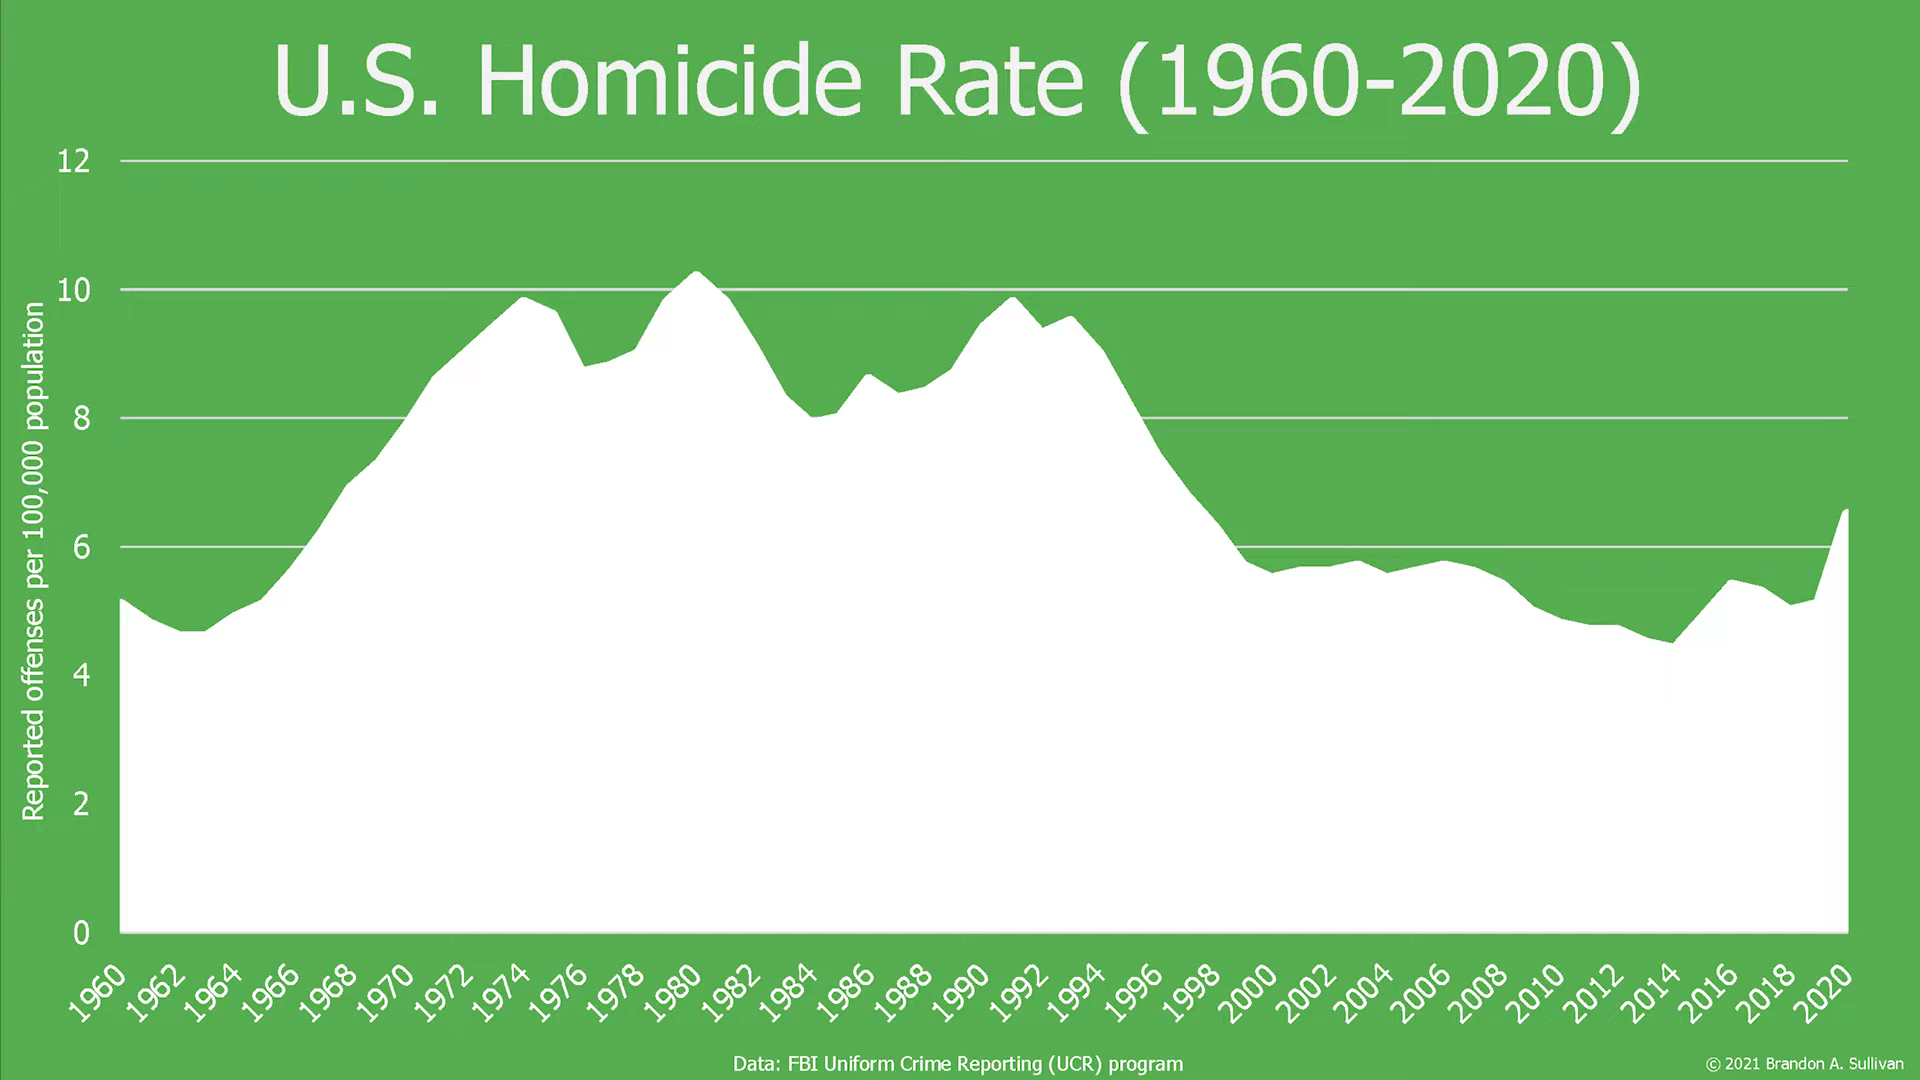 U.S. Homicide Rate (1960-2020)
Reported offenses per 100,000 population
12
10
8
6
4
2
0
1960 1962 1964 1966 1968 1970 1972 1974 1976 1978 1980 1982 1984 1986 1988 1990 1992 1994 1996 1998 2000 2002 2004 2006 2008 2010 2012 2014 2016 2018 2020
Data: FBI Uniform Crime Reporting (UCR) program
© 2021 Brandon A. Sullivan